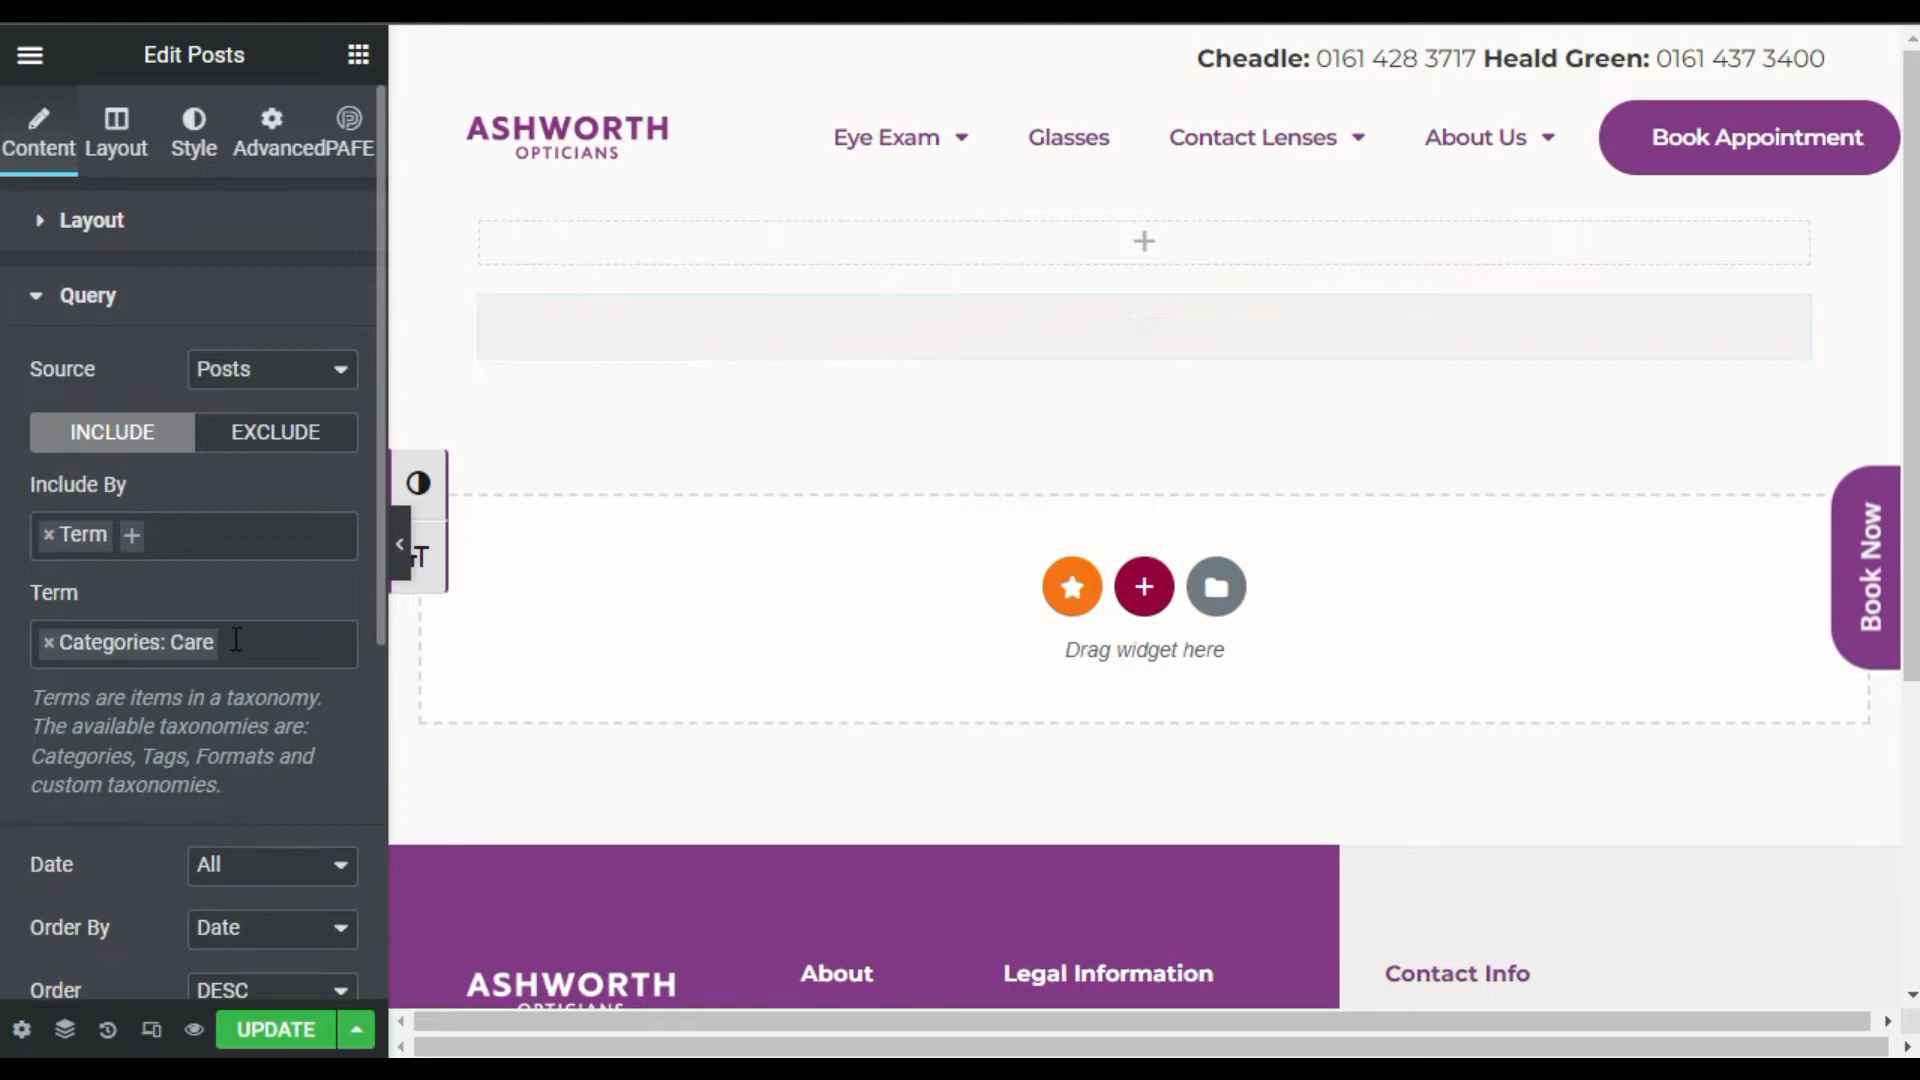 Edit Posts
Content
Layout
Style
Advanced
PAFE
Layout
Query
Source
Posts
INCLUDE
EXCLUDE
Include By
× Term +
Term
× Categories: Care
Terms are items in a taxonomy.
The available taxonomies are:
Categories, Tags, Formats and
custom taxonomies.
Date
All
Order By
Date
Order
DESC
UPDATE
Cheadle: 0161 428 3717 Heald Green: 0161 437 3400
ASHWORTH
OPTICIANS
Eye Exam
Glasses
Contact Lenses
About Us
Book Appointment
Drag widget here
Book Now
ASHWORTH
OPTICIANS
About
Legal Information
Contact Info